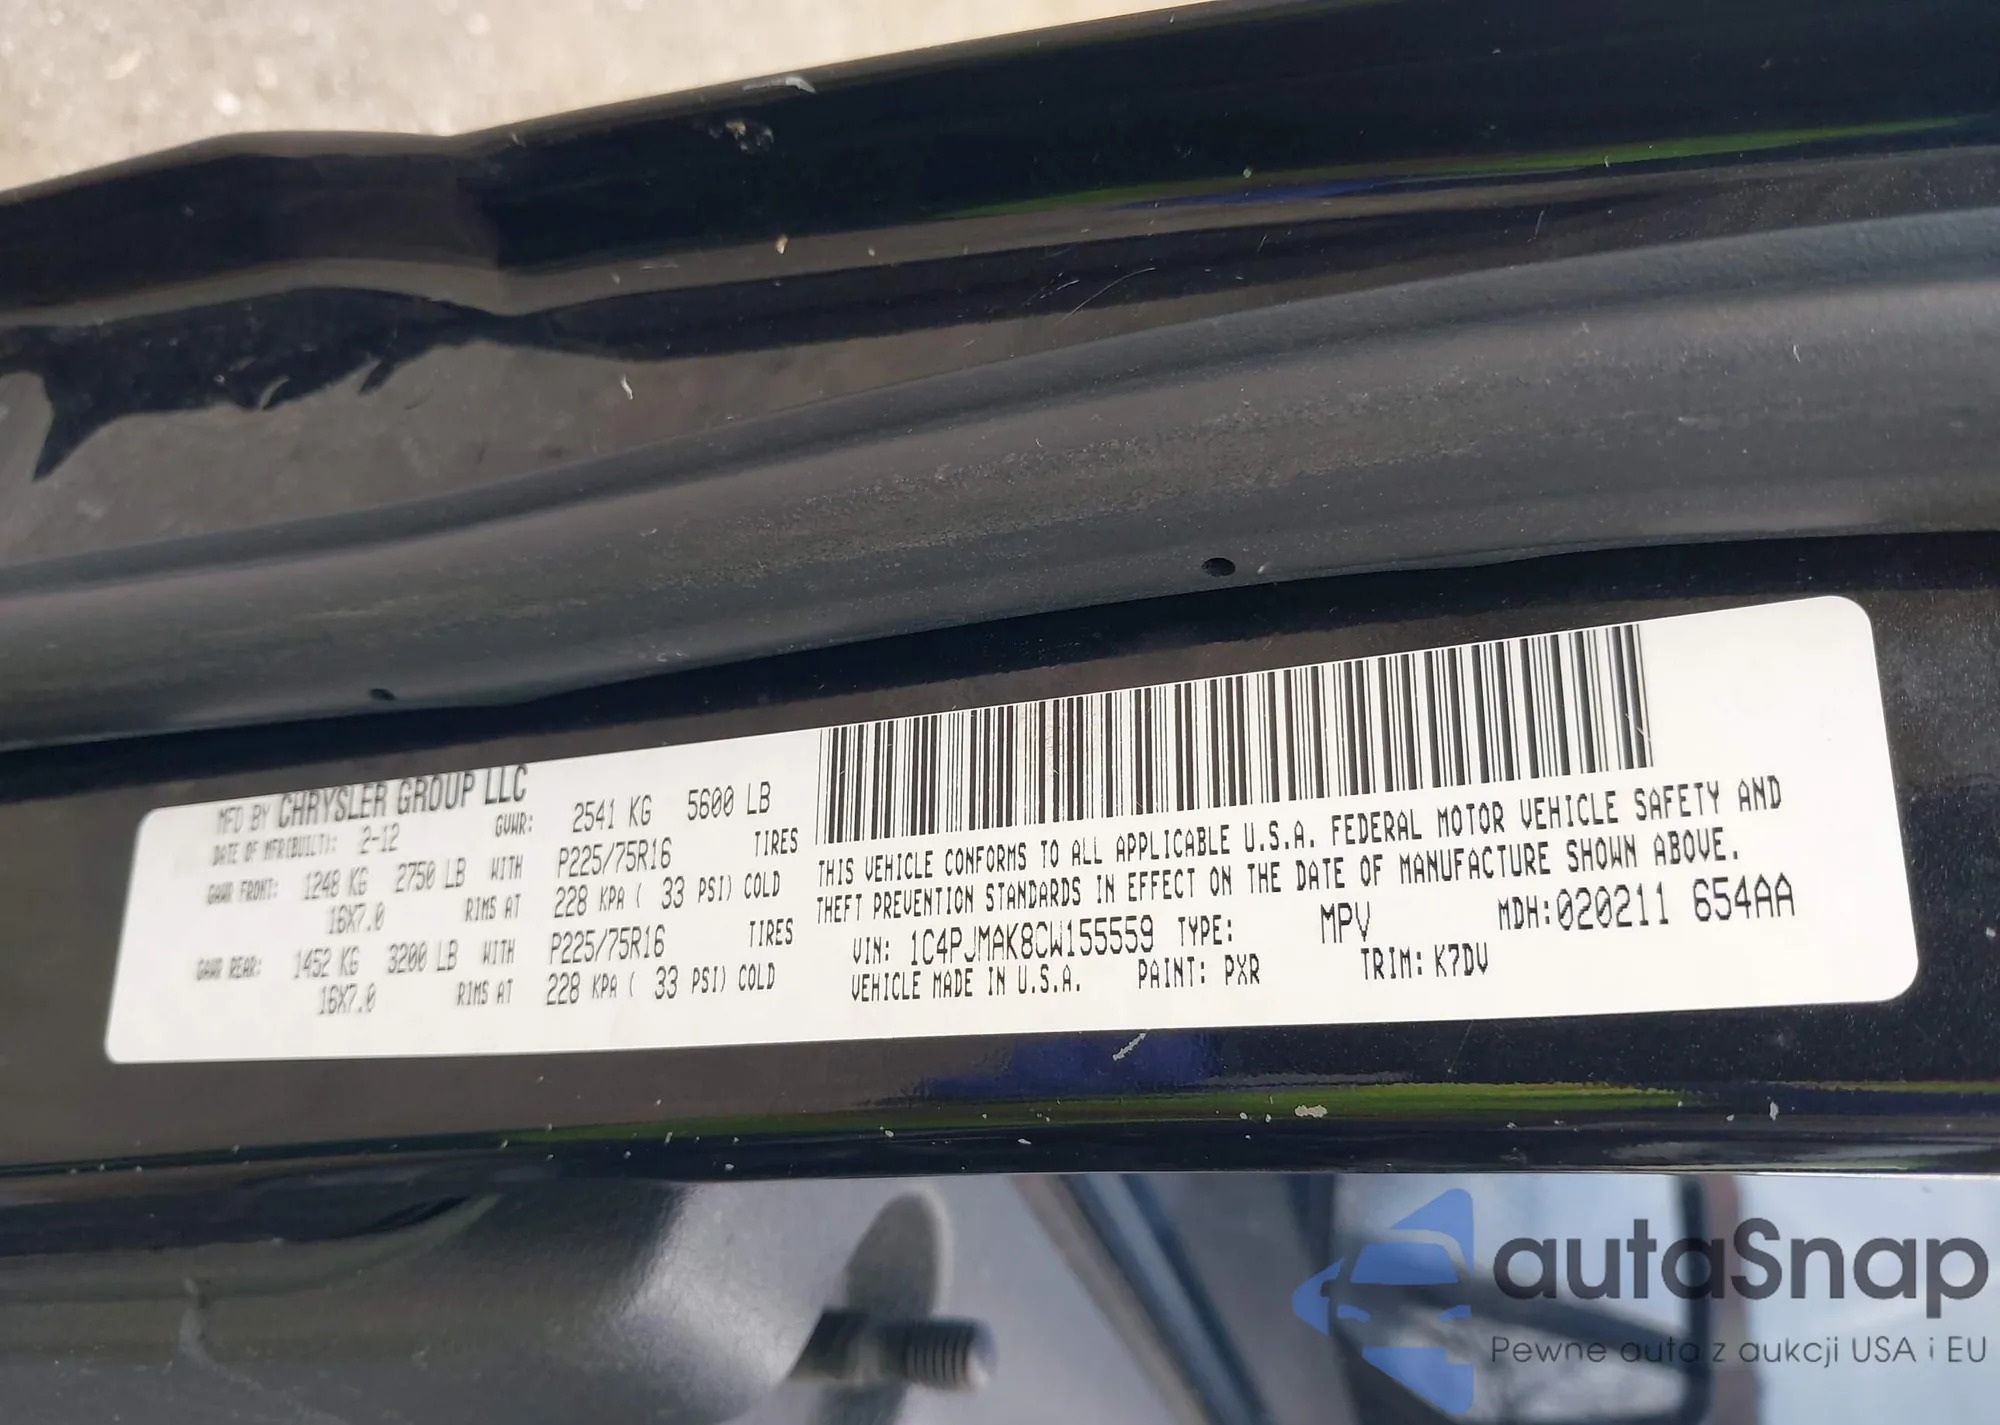 MFD BY CHRYSLER GROUP LLC
DATE OF MFR(BUILT): 2-12 GVWR: 2541 KG 5600 LB
GAWR FRONT: 1248 KG 2750 LB WITH P225/75R16 TIRES
16X7.0 RIMS AT 228 KPA ( 33 PSI) COLD
GAWR REAR: 1452 KG 3200 LB WITH P225/75R16 TIRES
16X7.0 RIMS AT 228 KPA ( 33 PSI) COLD
THIS VEHICLE CONFORMS TO ALL APPLICABLE U.S.A. FEDERAL MOTOR VEHICLE SAFETY AND
THEFT PREVENTION STANDARDS IN EFFECT ON THE DATE OF MANUFACTURE SHOWN ABOVE.
VIN: 1C4PJMAK8CW155559 TYPE: MPV MDH:020211 654AA
VEHICLE MADE IN U.S.A. PAINT: PXR TRIM: K7DV
autaSnap
Pewne auta z aukcji USA i EU